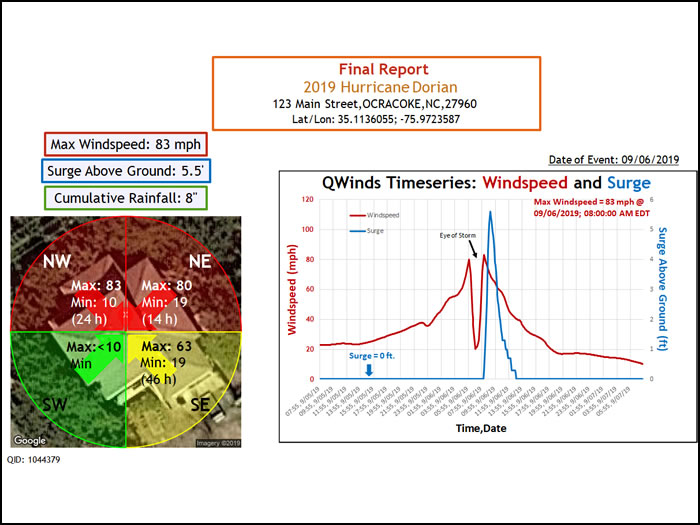 Final Report
2019 Hurricane Dorian
123 Main Street,OCRACOKE,NC,27960
Lat/Lon: 35.1136055; -75.9723587
Max Windspeed: 83 mph
Surge Above Ground: 5.5'
Cumulative Rainfall: 8"
Date of Event: 09/06/2019
QWinds Timeseries: Windspeed and Surge
Max Windspeed = 83 mph @
09/06/2019; 08:00:00 AM EDT
Windspeed
Surge
Eye of Storm
Surge = 0 ft.
Windspeed (mph)
120
100
80
60
40
20
0
Surge Above Ground (ft)
6
5
4
3
2
1
0
07:55, 9/05/19
09:55, 9/05/19
11:55, 9/05/19
13:55, 9/05/19
15:55, 9/05/19
17:55, 9/05/19
19:55, 9/05/19
21:55, 9/05/19
23:55, 9/05/19
01:55, 9/06/19
03:55, 9/06/19
05:55, 9/06/19
07:55, 9/06/19
09:55, 9/06/19
11:55, 9/06/19
13:55, 9/06/19
15:55, 9/06/19
17:55, 9/06/19
19:55, 9/06/19
21:55, 9/06/19
23:55, 9/06/19
01:55, 9/07/19
03:55, 9/07/19
05:55, 9/07/19
Time,Date
NW
Max: 83
Min: 10
(24 h)
NE
Max: 80
Min: 19
(14 h)
Max:<10
Min
SW
Max: 63
Min: 19
(46 h)
SE
Google
Imagery ©2019
QID: 1044379